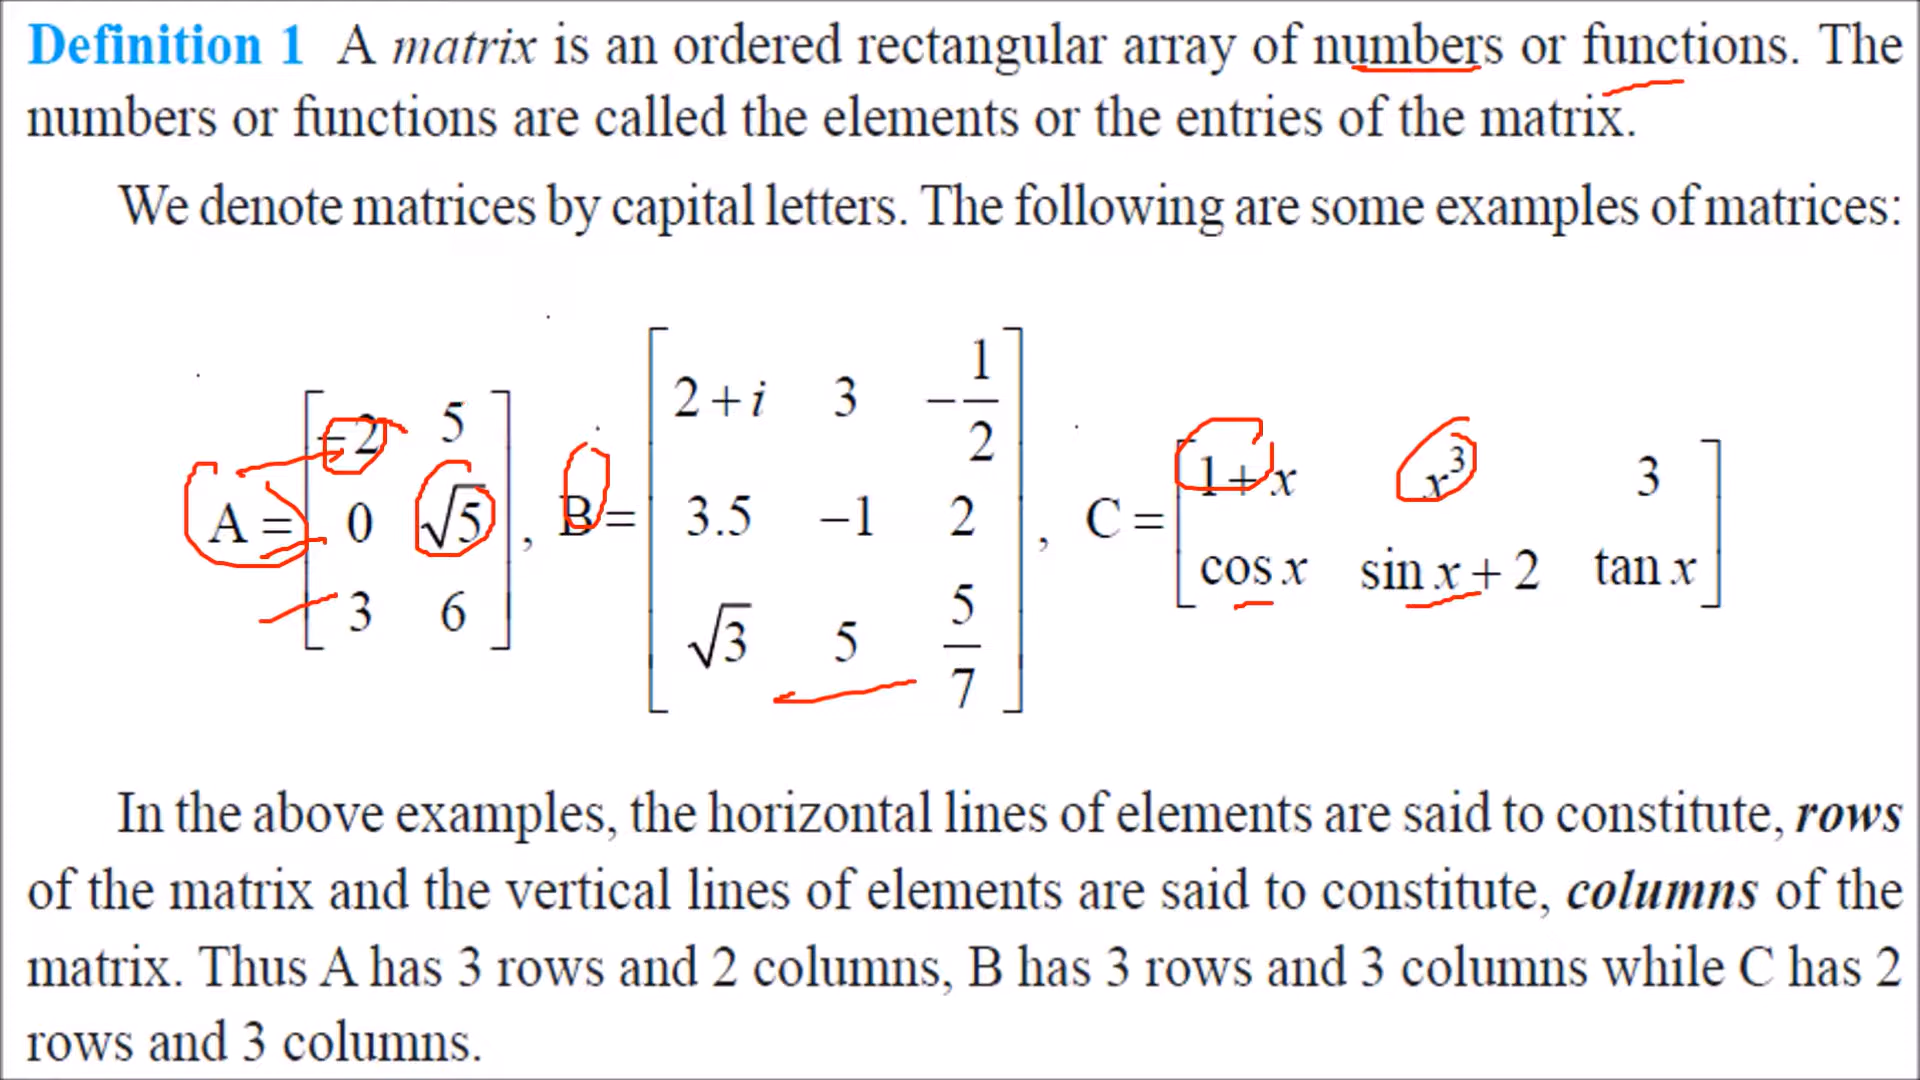 Definition 1 A matrix is an ordered rectangular array of numbers or functions. The
numbers or functions are called the elements or the entries of the matrix.
We denote matrices by capital letters. The following are some examples of matrices:
A = [ −2 5
0 √5
3 6 ] ,
B = [ 2 + i 3 −1/2
3.5 −1 2
√3 5 5/7 ] ,
C = [ 1 + x x³ 3
cos x sin x + 2 tan x ]
In the above examples, the horizontal lines of elements are said to constitute, rows
of the matrix and the vertical lines of elements are said to constitute, columns of the
matrix. Thus A has 3 rows and 2 columns, B has 3 rows and 3 columns while C has 2
rows and 3 columns.